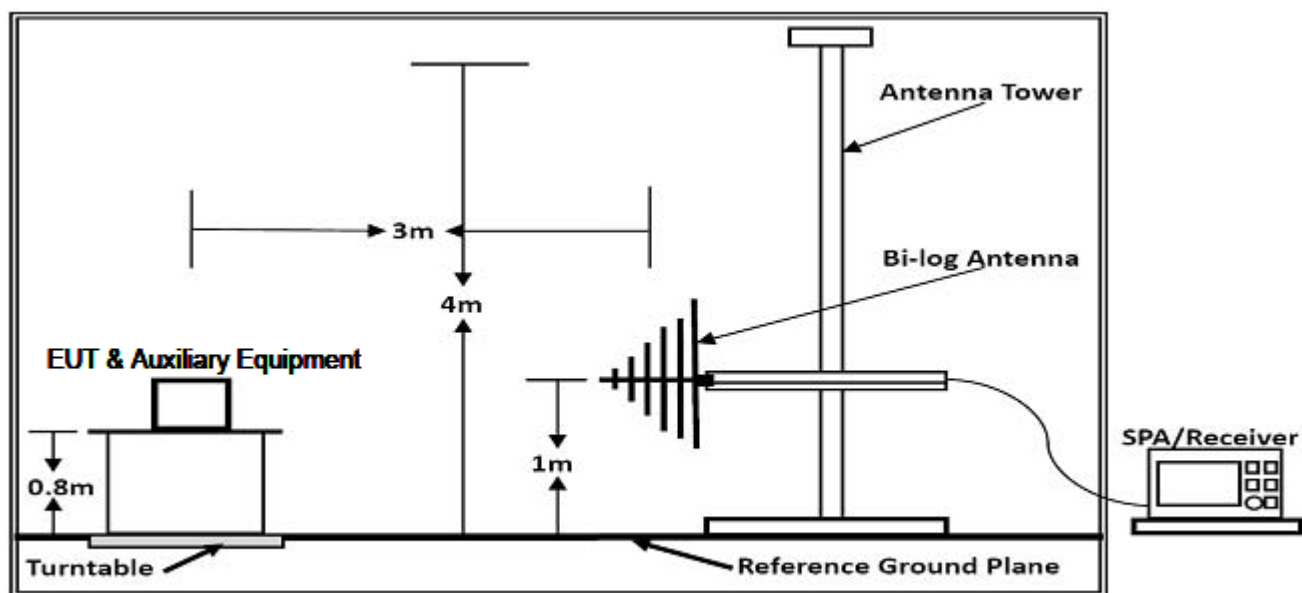 Antenna Tower
3m
Bi-log Antenna
4m
EUT & Auxiliary Equipment
SPA/Receiver
1m
0.8m
Turntable
Reference Ground Plane